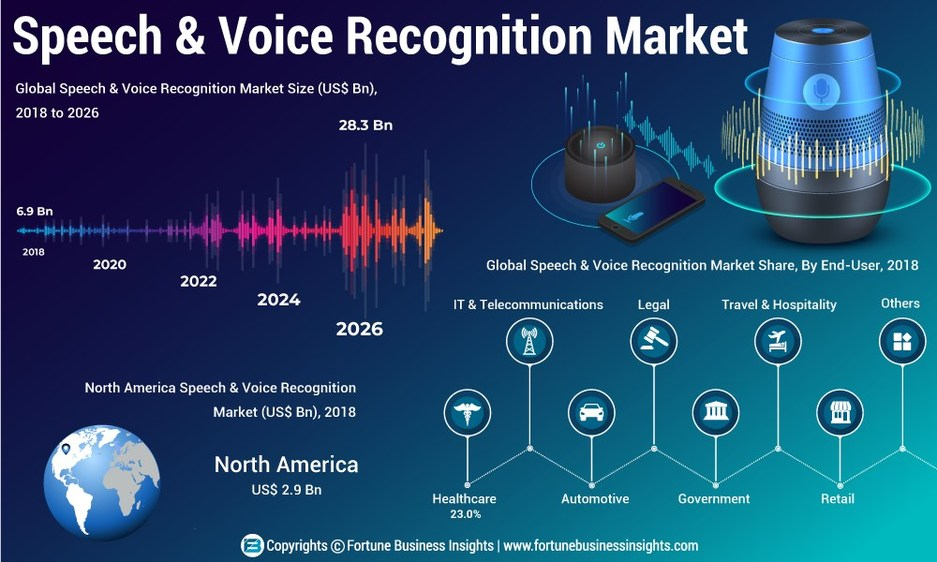 Speech & Voice Recognition Market
Global Speech & Voice Recognition Market Size (US$ Bn),
2018 to 2026
28.3 Bn
6.9 Bn
2018
2020
2022
2024
2026
Global Speech & Voice Recognition Market Share, By End-User, 2018
IT & Telecommunications
Legal
Travel & Hospitality
Others
Healthcare
23.0%
Automotive
Government
Retail
North America Speech & Voice Recognition
Market (US$ Bn), 2018
North America
US$ 2.9 Bn
Copyrights © Fortune Business Insights | www.fortunebusinessinsights.com